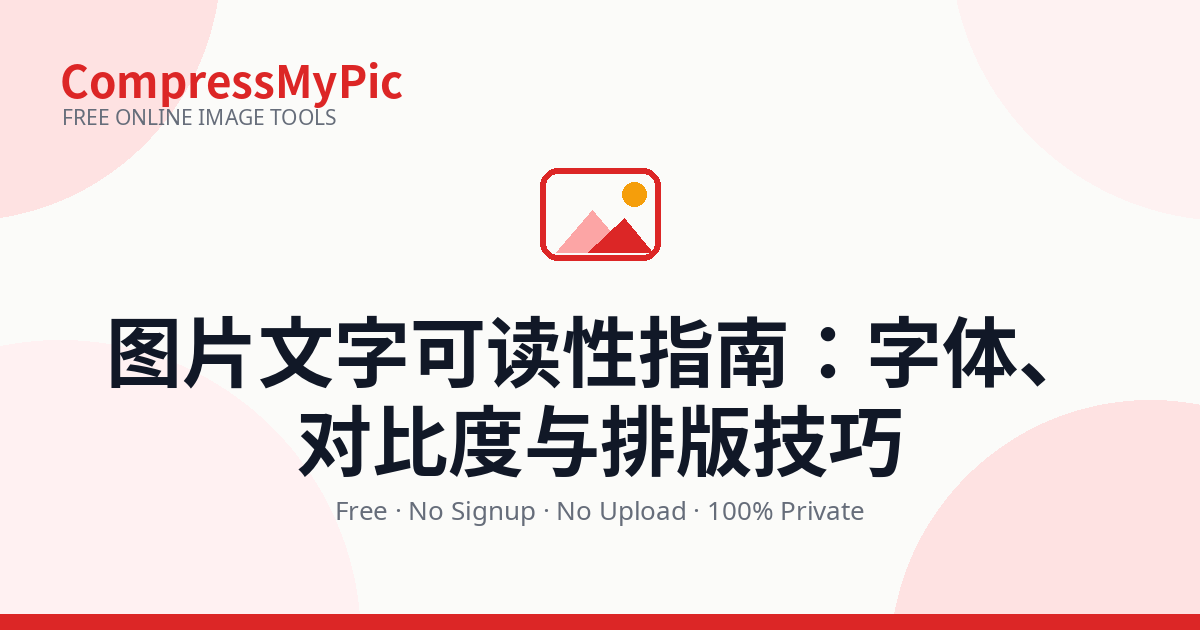 CompressMyPic
FREE ONLINE IMAGE TOOLS
图片文字可读性指南：字体、
对比度与排版技巧
Free · No Signup · No Upload · 100% Private